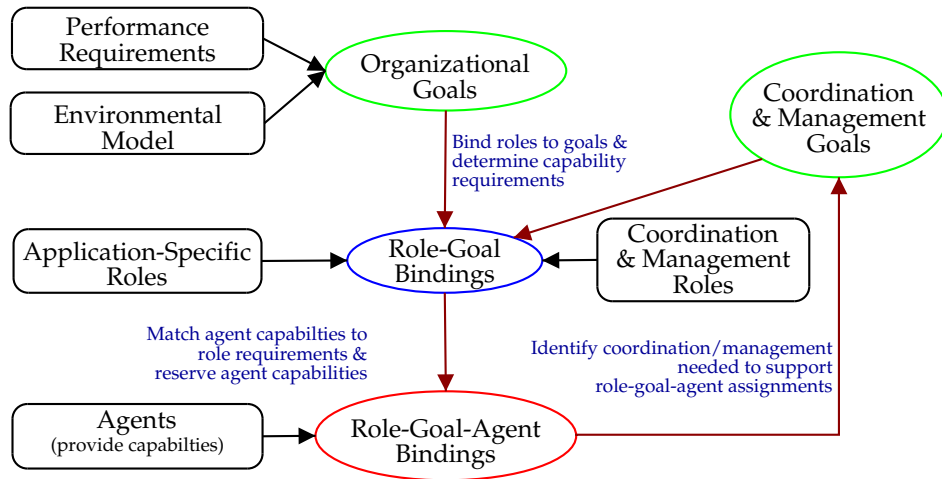 Performance
Requirements
Environmental
Model
Organizational
Goals
Coordination
& Management
Goals
Bind roles to goals &
determine capability
requirements
Application-Specific
Roles
Role-Goal
Bindings
Coordination
& Management
Roles
Match agent capabilties to
role requirements &
reserve agent capabilities
Identify coordination/management
needed to support
role-goal-agent assignments
Agents
(provide capabilties)
Role-Goal-Agent
Bindings